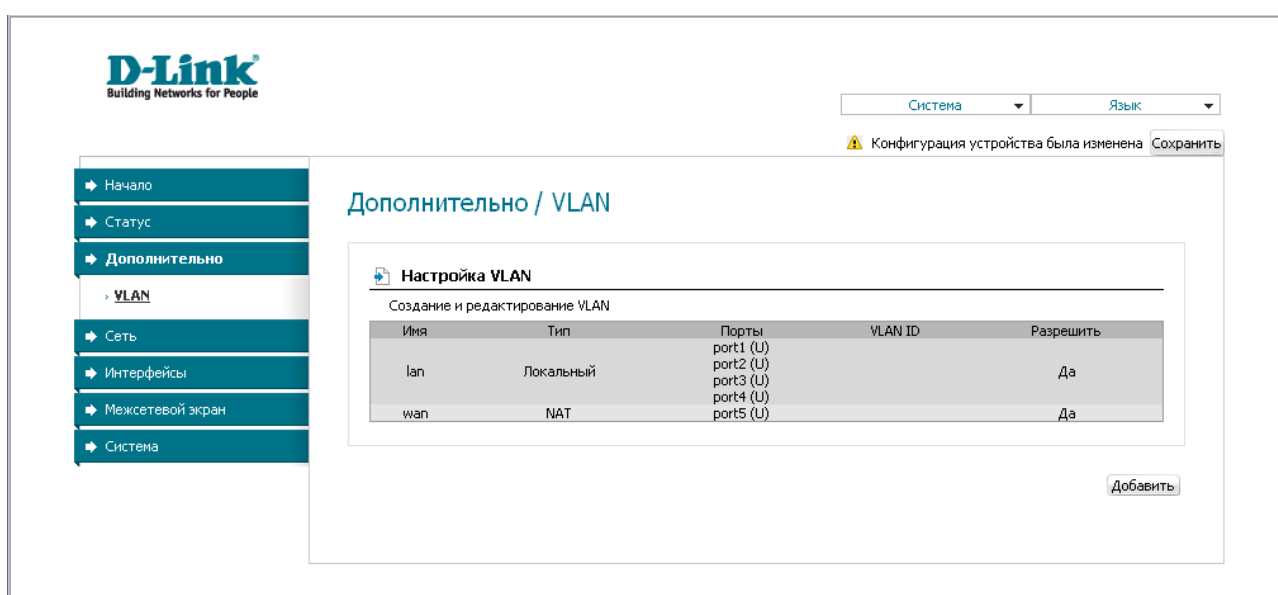 D-Link
Building Networks for People
Система Язык
Конфигурация устройства была изменена Сохранить
Начало
Статус
Дополнительно
VLAN
Сеть
Интерфейсы
Межсетевой экран
Система
Дополнительно / VLAN
Настройка VLAN
Создание и редактирование VLAN
Имя Тип Порты VLAN ID Разрешить
lan Локальный port1 (U) Да
port2 (U)
port3 (U)
port4 (U)
wan NAT port5 (U) Да
Добавить